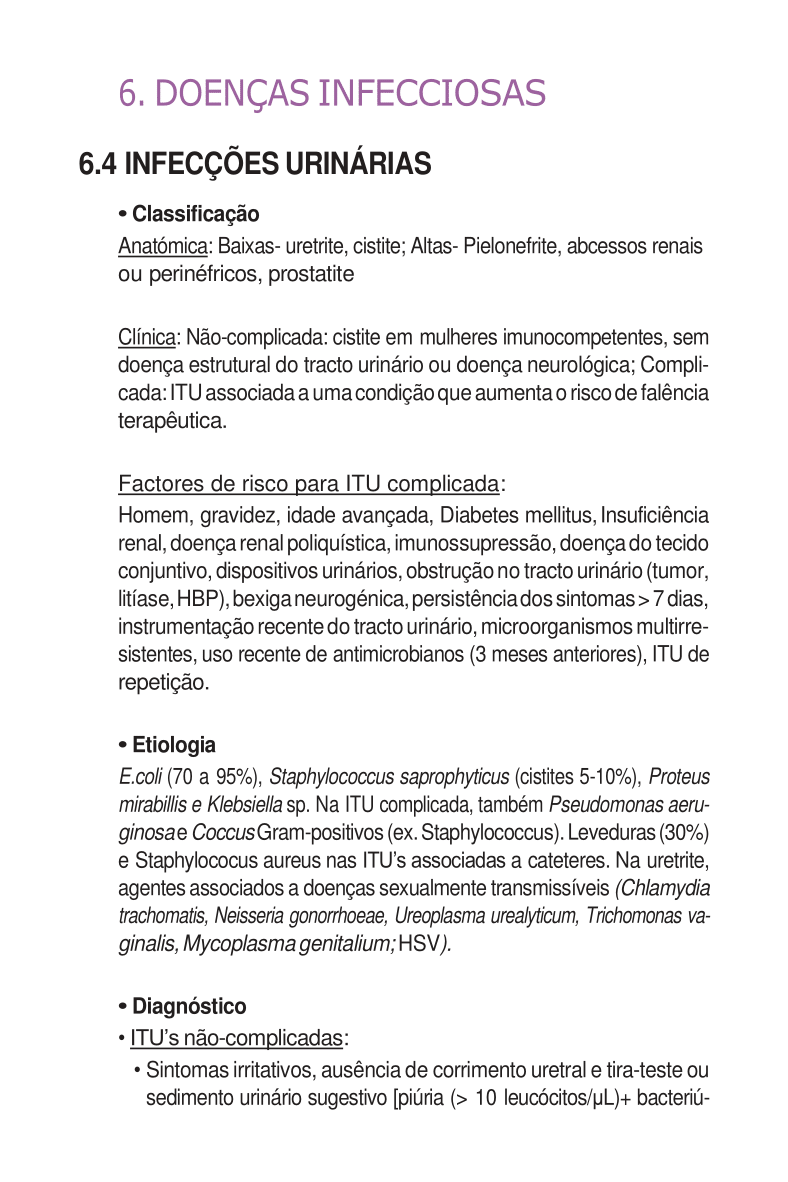 6. DOENÇAS INFECCIOSAS
6.4 INFECÇÕES URINÁRIAS
• Classificação
Anatómica: Baixas- uretrite, cistite; Altas- Pielonefrite, abcessos renais
ou perinéfricos, prostatite
Clínica: Não-complicada: cistite em mulheres imunocompetentes, sem
doença estrutural do tracto urinário ou doença neurológica; Compli-
cada: ITU associada a uma condição que aumenta o risco de falência
terapêutica.
Factores de risco para ITU complicada:
Homem, gravidez, idade avançada, Diabetes mellitus, Insuficiência
renal, doença renal poliquística, imunossupressão, doença do tecido
conjuntivo, dispositivos urinários, obstrução no tracto urinário (tumor,
litíase, HBP), bexiga neurogénica, persistência dos sintomas > 7 dias,
instrumentação recente do tracto urinário, microorganismos multirre-
sistentes, uso recente de antimicrobianos (3 meses anteriores), ITU de
repetição.
• Etiologia
E.coli (70 a 95%), Staphylococcus saprophyticus (cistites 5-10%), Proteus
mirabillis e Klebsiella sp. Na ITU complicada, também Pseudomonas aeru-
ginosa e Coccus Gram-positivos (ex. Staphylococcus). Leveduras (30%)
e Staphylococus aureus nas ITU's associadas a cateteres. Na uretrite,
agentes associados a doenças sexualmente transmissíveis (Chlamydia
trachomatis, Neisseria gonorrhoeae, Ureoplasma urealyticum, Trichomonas va-
ginalis, Mycoplasma genitalium; HSV).
• Diagnóstico
• ITU's não-complicadas:
• Sintomas irritativos, ausência de corrimento uretral e tira-teste ou
sedimento urinário sugestivo [piúria (> 10 leucócitos/µL)+ bacteriú-